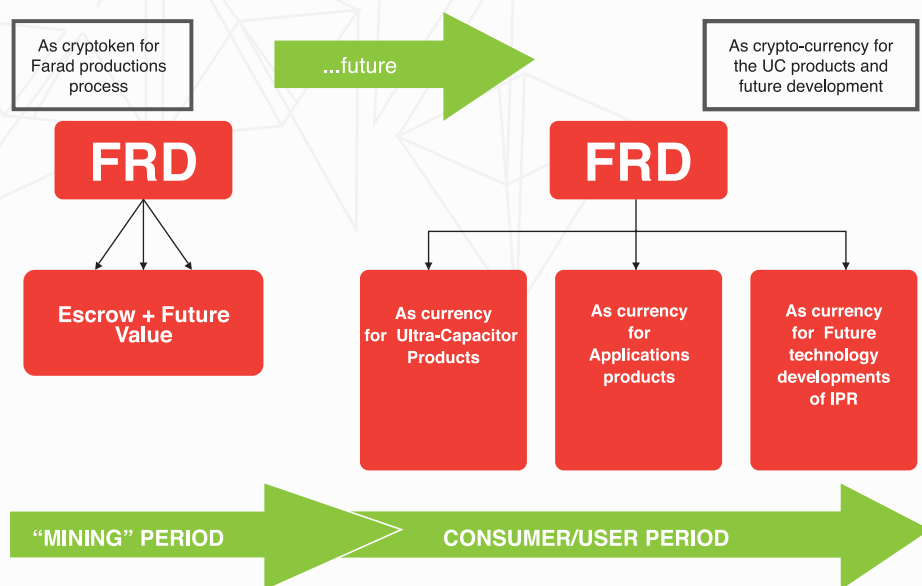 As cryptoken for
Farad productions
process
...future
As crypto-currency for
the UC products and
future development
FRD
FRD
Escrow + Future
Value
As currency
for Ultra-Capacitor
Products
As currency
for
Applications
products
As currency
for Future
technology
developments
of IPR
“MINING” PERIOD
CONSUMER/USER PERIOD